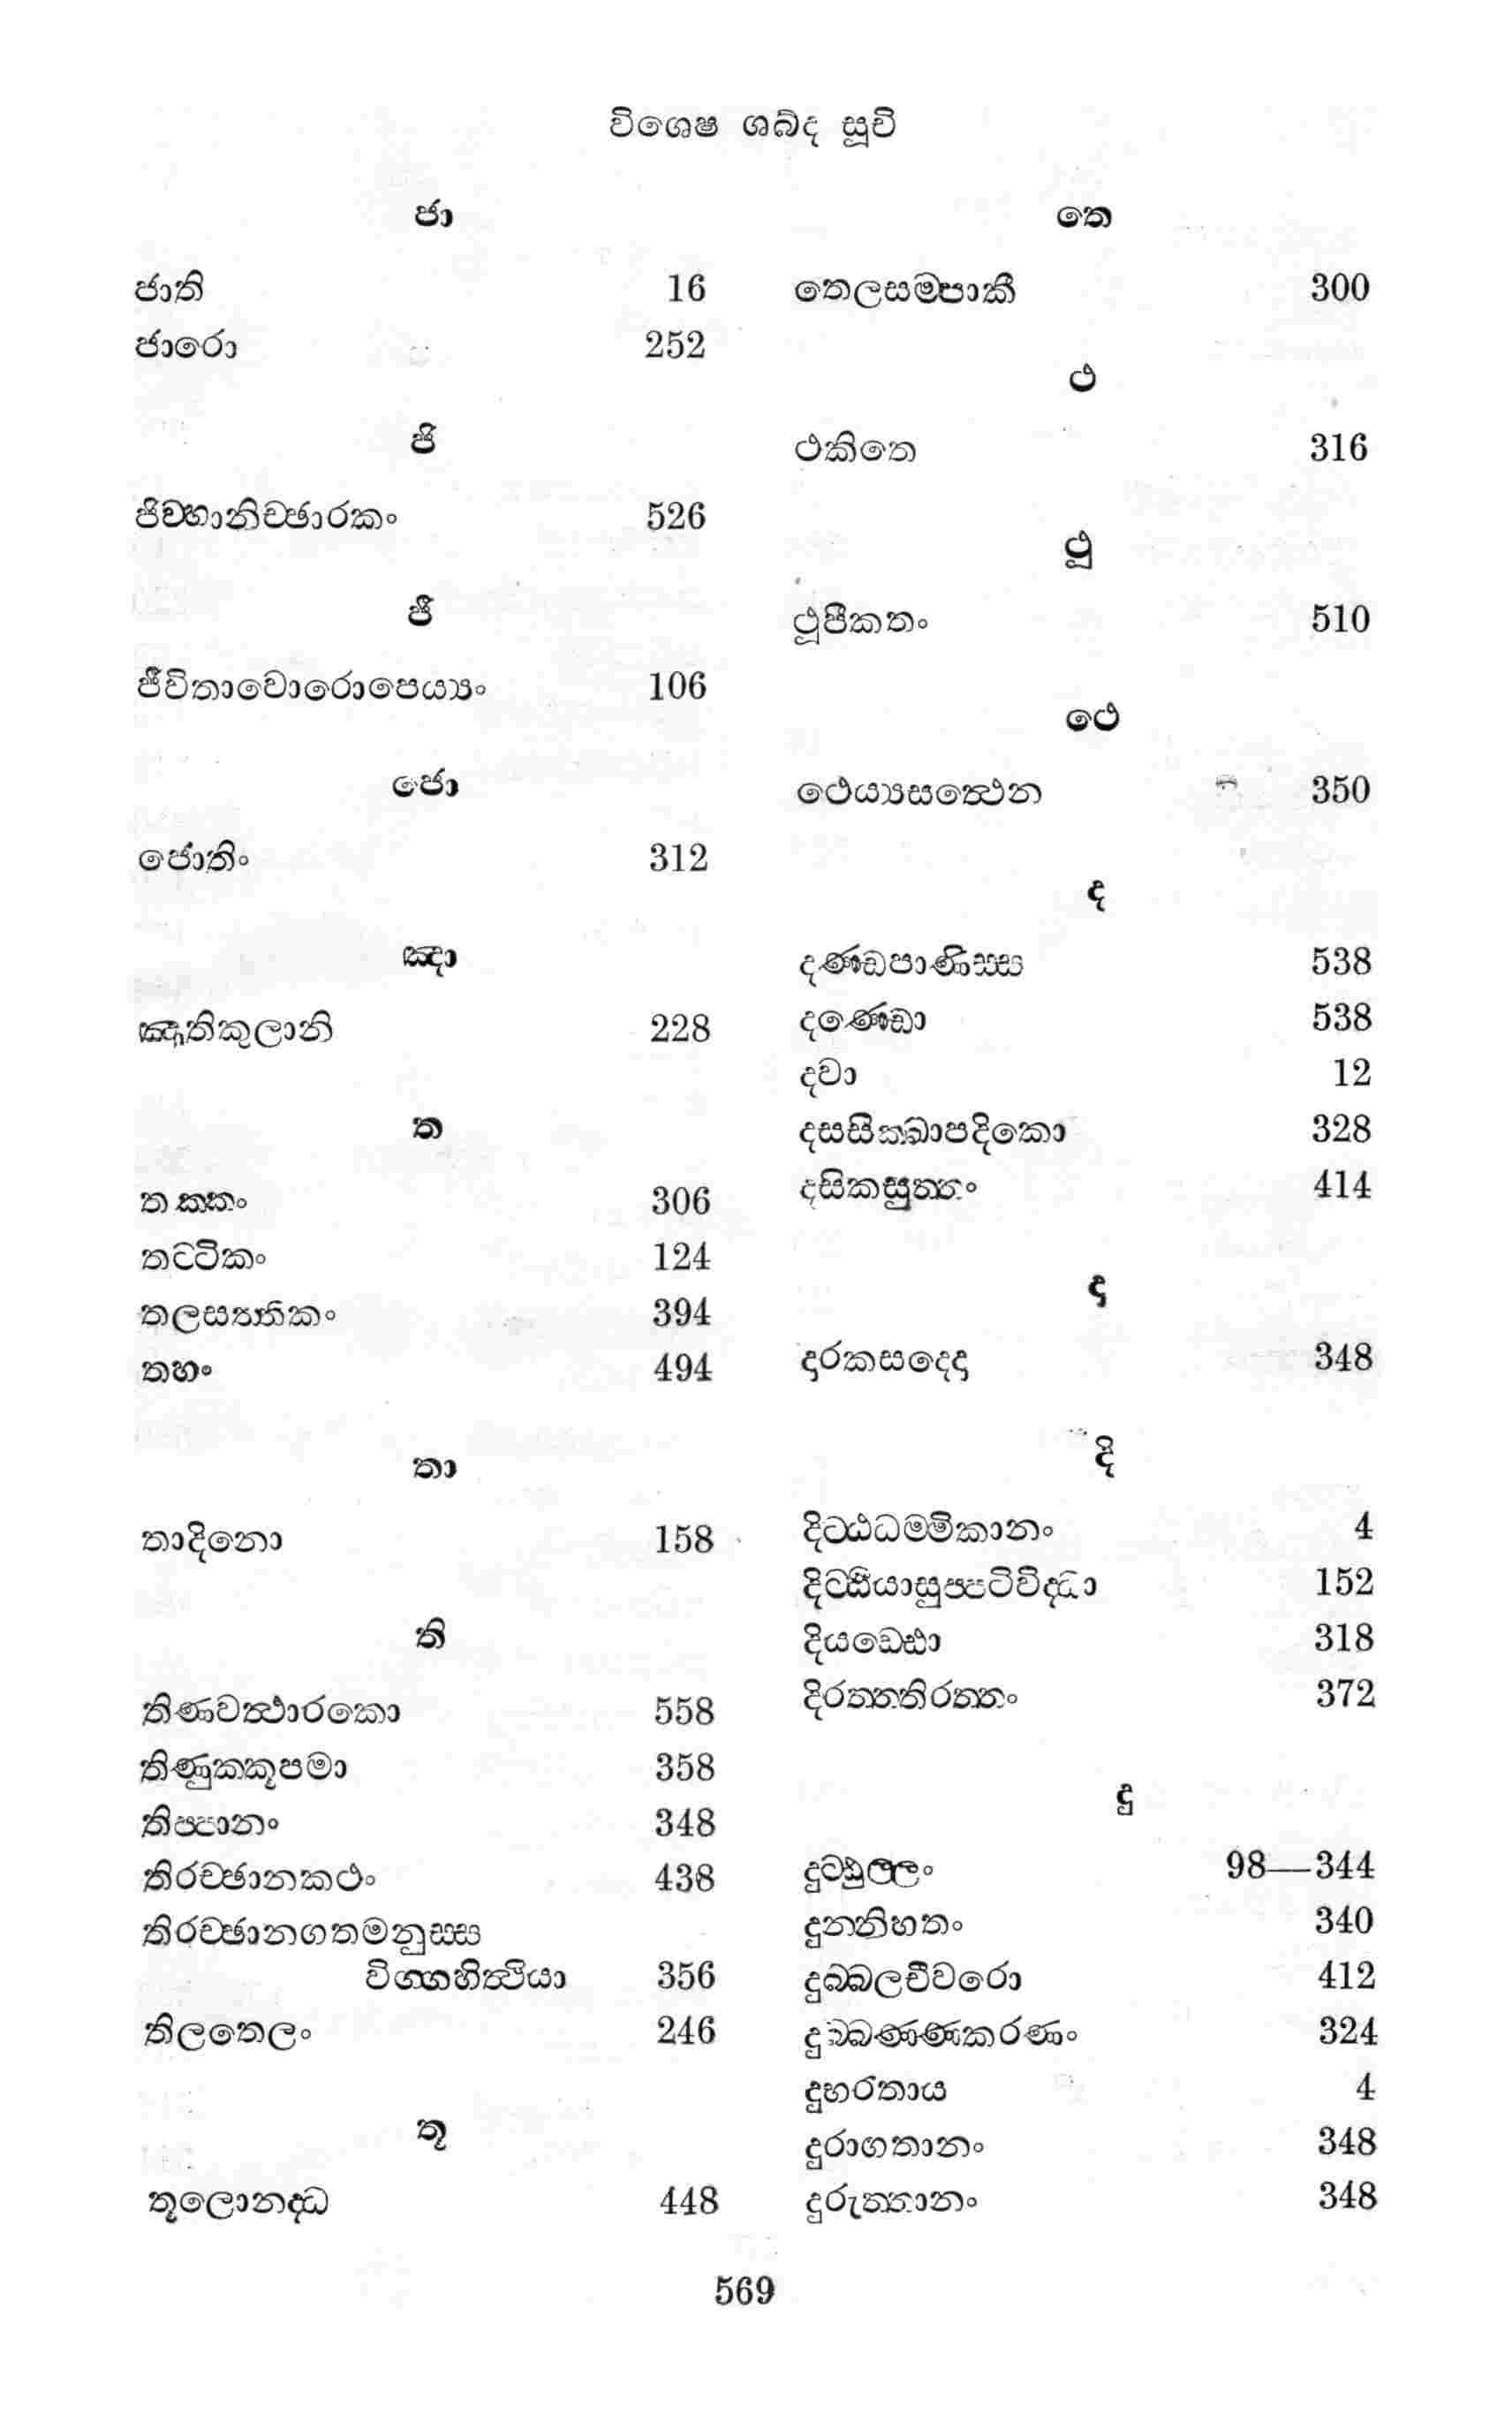 විශෙෂ ශබ්ද සූචි
ජා
ජාති 16
ජාරො 252
ජි
ජිව්හානිච්ඡාරකං 526
ජී
ජීවිතාවොරොපෙය්‍යං 106
ජො
ජොතිං 312
ඤා
ඤාතිකුලානි 228
ත
තක්කං 306
තට්ටිකං 124
තලසත්තිකං 394
තහං 494
තා
තාදිනො 158
ති
තිණවත්‍ථාරකො 558
තිණුක්කූපමා 358
තිප්පානං 348
තිරච්ඡානකථං 438
තිරච්ඡානගතමනුස්ස
විග්ගහිත්‍ථියා 356
තිලතෙලං 246
තූ
තූලොනද්ධ 448
තෙ
තෙලසම්පාකී 300
ථ
ථකිතෙ 316
ථූ
ථූපීකතං 510
ථෙ
ථෙය්‍යසත්‍ථෙන 350
ද
දණ්ඩපාණිස්ස 538
දණ්ඩො 538
දවා 12
දසසික්ඛාපදිකො 328
දසිකසුත්තං 414
දා
දාරකසද්දො 348
දි
දිට්ඨධම්මිකානං 4
දිට්ඨියාසුප්පටිවිද්ධා 152
දියඩ්ඪො 318
දිරත්තතිරත්තං 372
දු
දුට්ඨුල්ලං 98—344
දුන්නිහතං 340
දුබ්බලචීවරො 412
දුබ්බණ්ණකරණං 324
දුභරතාය 4
දුරාගතානං 348
දුරුත්තානං 348
569